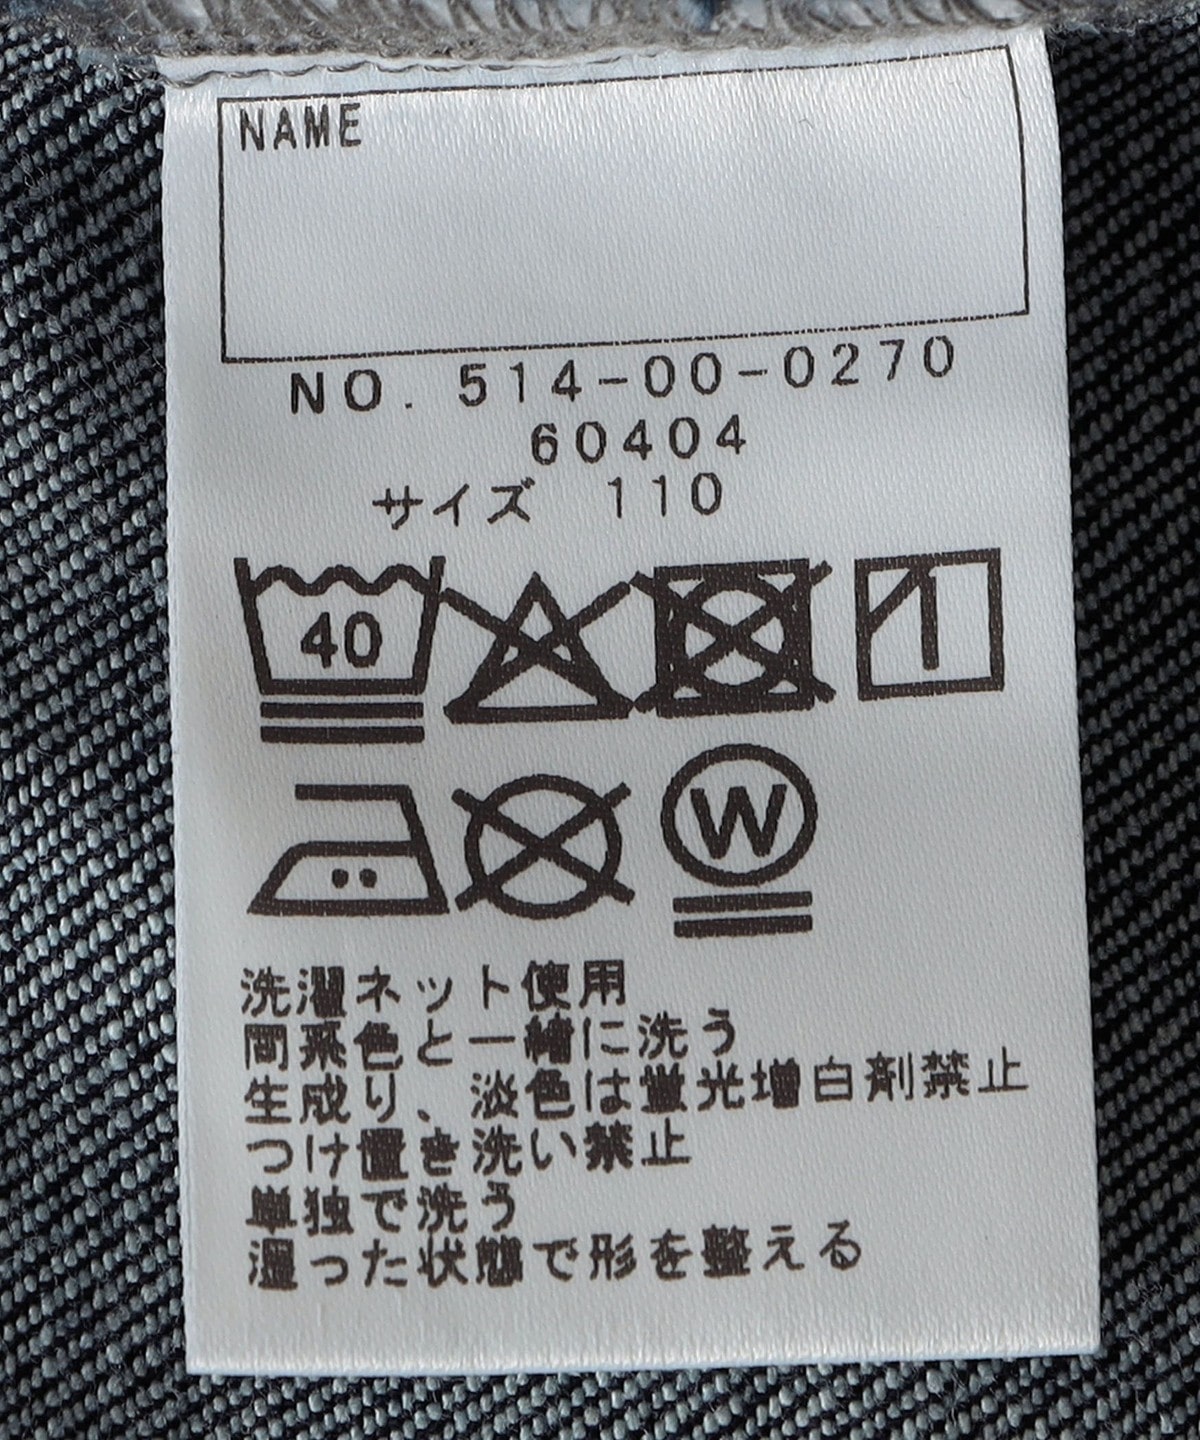 NAME
NO. 514-00-0270
60404
サイズ 110
40
W
洗濯ネット使用
同系色と一緒に洗う
生成り、淡色は蛍光増白剤禁止
つけ置き洗い禁止
単独で洗う
湿った状態で形を整える